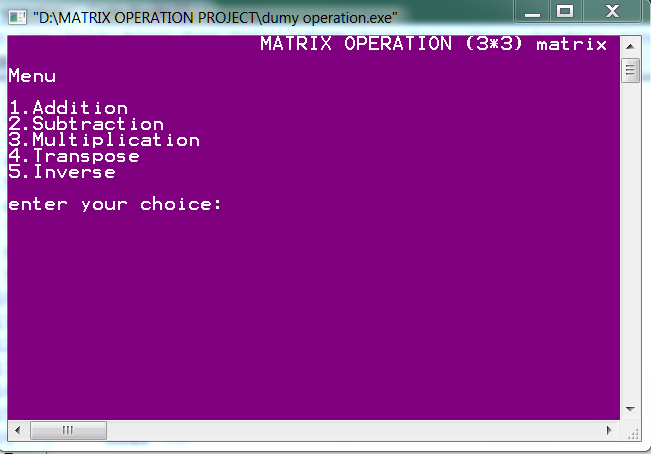 "D:\MATRIX OPERATION PROJECT\dumy operation.exe"
MATRIX OPERATION (3*3) matrix
Menu
1.Addition
2.Subtraction
3.Multiplication
4.Transpose
5.Inverse
enter your choice: